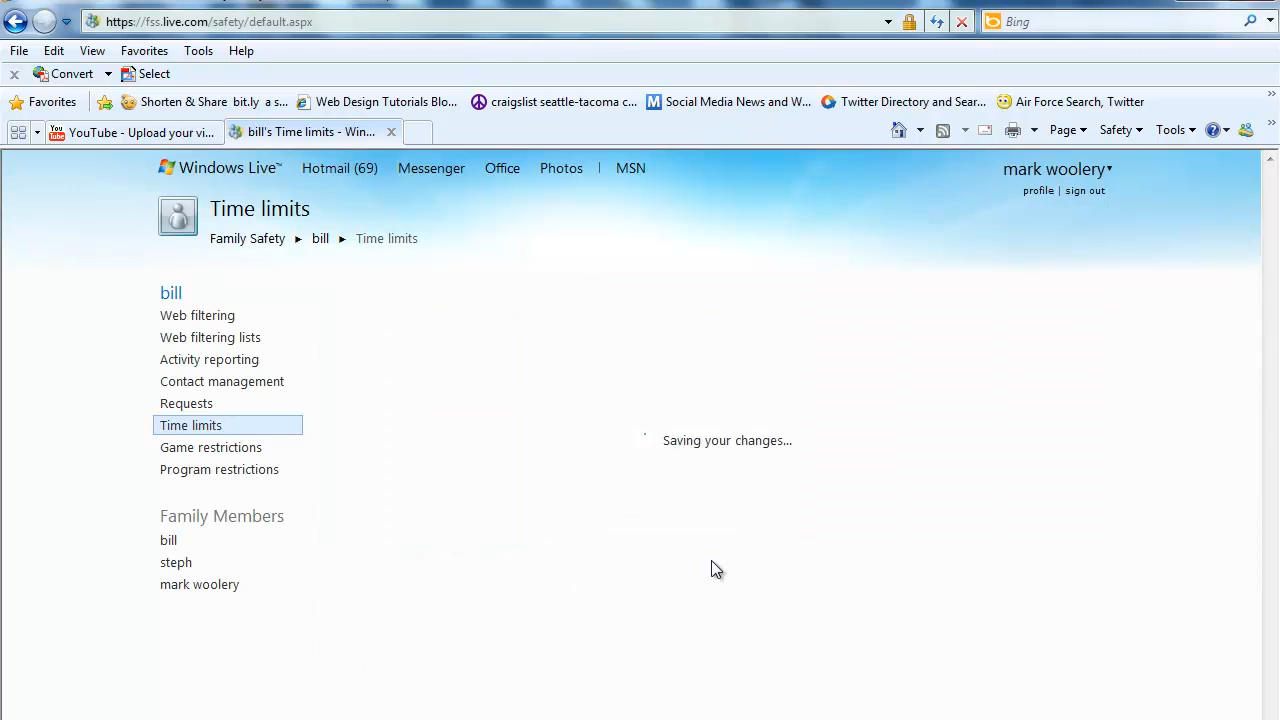 https://fss.live.com/safety/default.aspx
Bing
File Edit View Favorites Tools Help
x Convert Select
Favorites Shorten & Share bit.ly a s... Web Design Tutorials Blo... craigslist seattle-tacoma c... Social Media News and W... Twitter Directory and Sear... Air Force Search, Twitter
YouTube - Upload your vi... bill's Time limits - Win... Page Safety Tools
Windows Live™ Hotmail (69) Messenger Office Photos | MSN mark woolery
profile | sign out
Time limits
Family Safety ► bill ► Time limits
bill
Web filtering
Web filtering lists
Activity reporting
Contact management
Requests
Time limits
Game restrictions
Program restrictions
Saving your changes...
Family Members
bill
steph
mark woolery